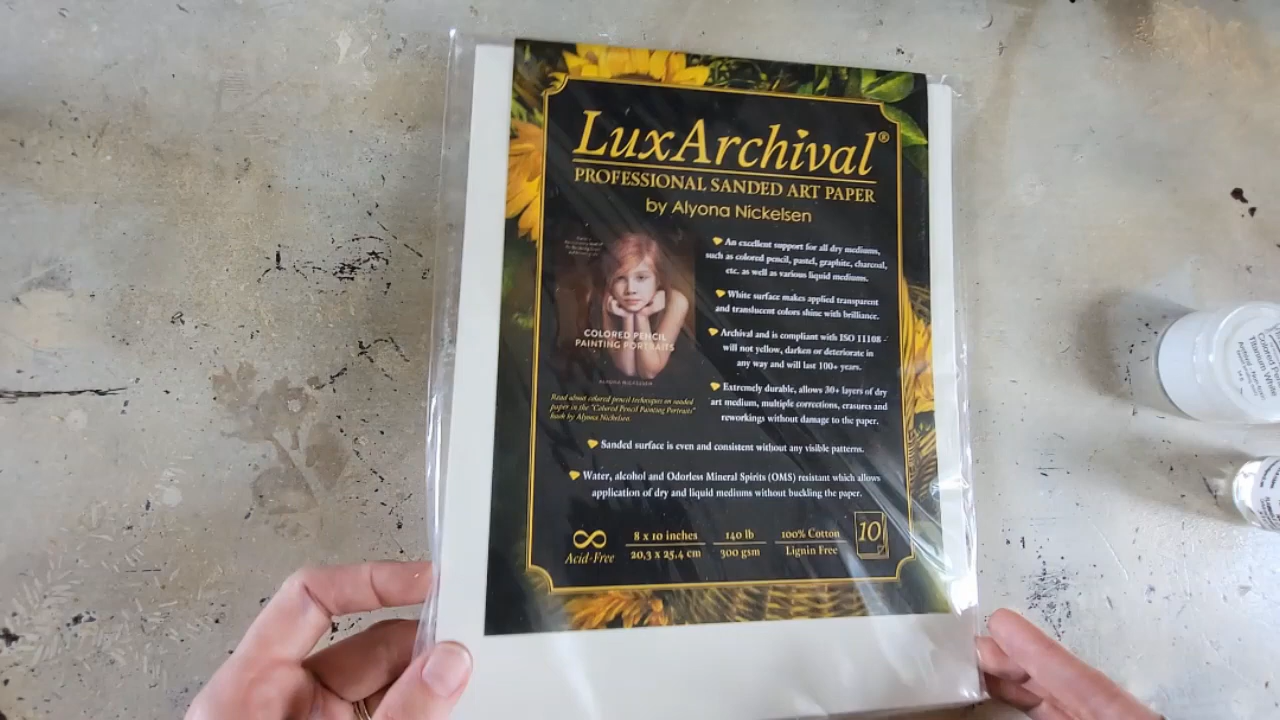 LuxArchival®
PROFESSIONAL SANDED ART PAPER
by Alyona Nickelsen
COLORED PENCIL
PAINTING PORTRAITS
ALYONA NICKELSEN
Read about colored pencil techniques on sanded
paper in the "Colored Pencil Painting Portraits"
book by Alyona Nickelsen.
An excellent support for all dry mediums,
such as colored pencil, pastel, graphite, charcoal,
etc. as well as various liquid mediums.
White surface makes applied transparent
and translucent colors shine with brilliance.
Archival and is compliant with ISO 11108 -
will not yellow, darken or deteriorate in
any way and will last 100+ years.
Extremely durable, allows 30+ layers of dry
art medium, multiple corrections, erasures and
reworkings without damage to the paper.
Sanded surface is even and consistent without any visible patterns.
Water, alcohol and Odorless Mineral Spirits (OMS) resistant which allows
application of dry and liquid mediums without buckling the paper.
Acid-Free
8 x 10 inches
20,3 x 25,4 cm
140 lb
300 gsm
100% Cotton
Lignin Free
10
Titanium White